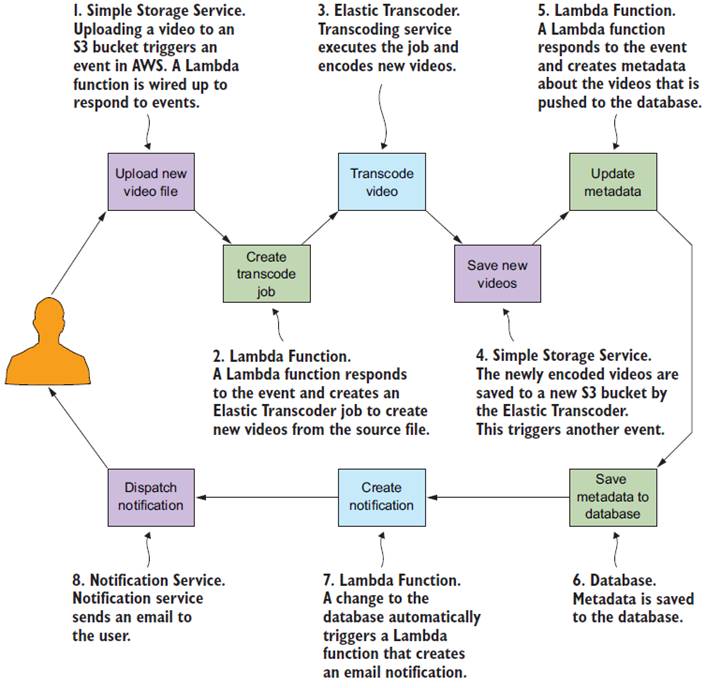 1. Simple Storage Service.
Uploading a video to an
S3 bucket triggers an
event in AWS. A Lambda
function is wired up to
respond to events.
3. Elastic Transcoder.
Transcoding service
executes the job and
encodes new videos.
5. Lambda Function.
A Lambda function
responds to the event
and creates metadata
about the videos that is
pushed to the database.
Upload new
video file
Transcode
video
Update
metadata
Create
transcode
job
Save new
videos
2. Lambda Function.
A Lambda function responds
to the event and creates an
Elastic Transcoder job to create
new videos from the source file.
4. Simple Storage Service.
The newly encoded videos are
saved to a new S3 bucket by
the Elastic Transcoder.
This triggers another event.
Dispatch
notification
Create
notification
Save
metadata to
database
8. Notification Service.
Notification service
sends an email to
the user.
7. Lambda Function.
A change to the
database automatically
triggers a Lambda
function that creates
an email notification.
6. Database.
Metadata is saved
to the database.